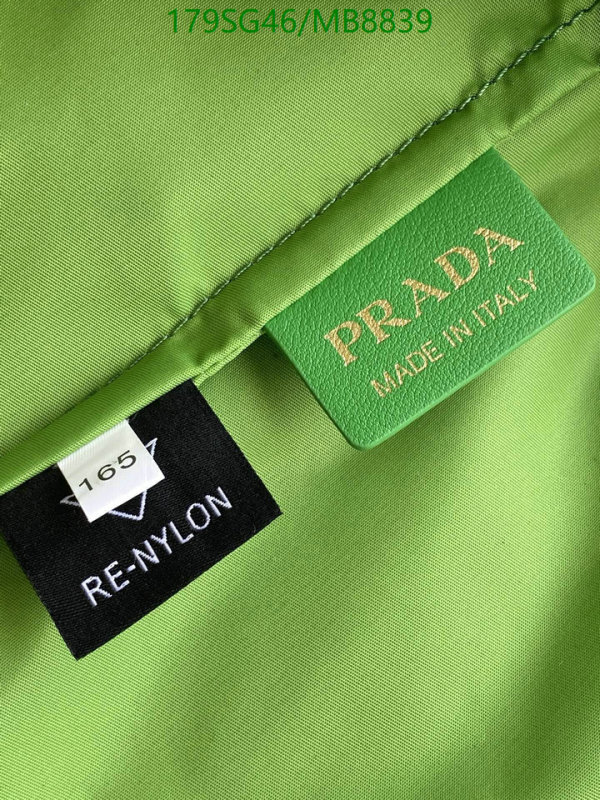 179SG46/MB8839
PRADA
MADE IN ITALY
165
RE-NYLON